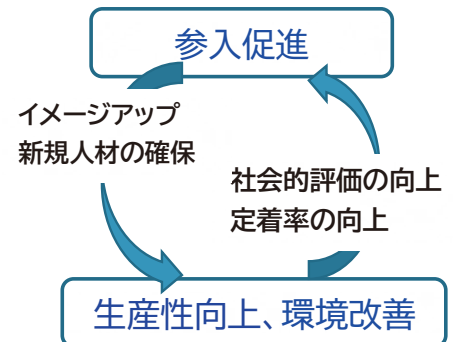 参入促進
イメージアップ
新規人材の確保
社会的評価の向上
定着率の向上
生産性向上、環境改善